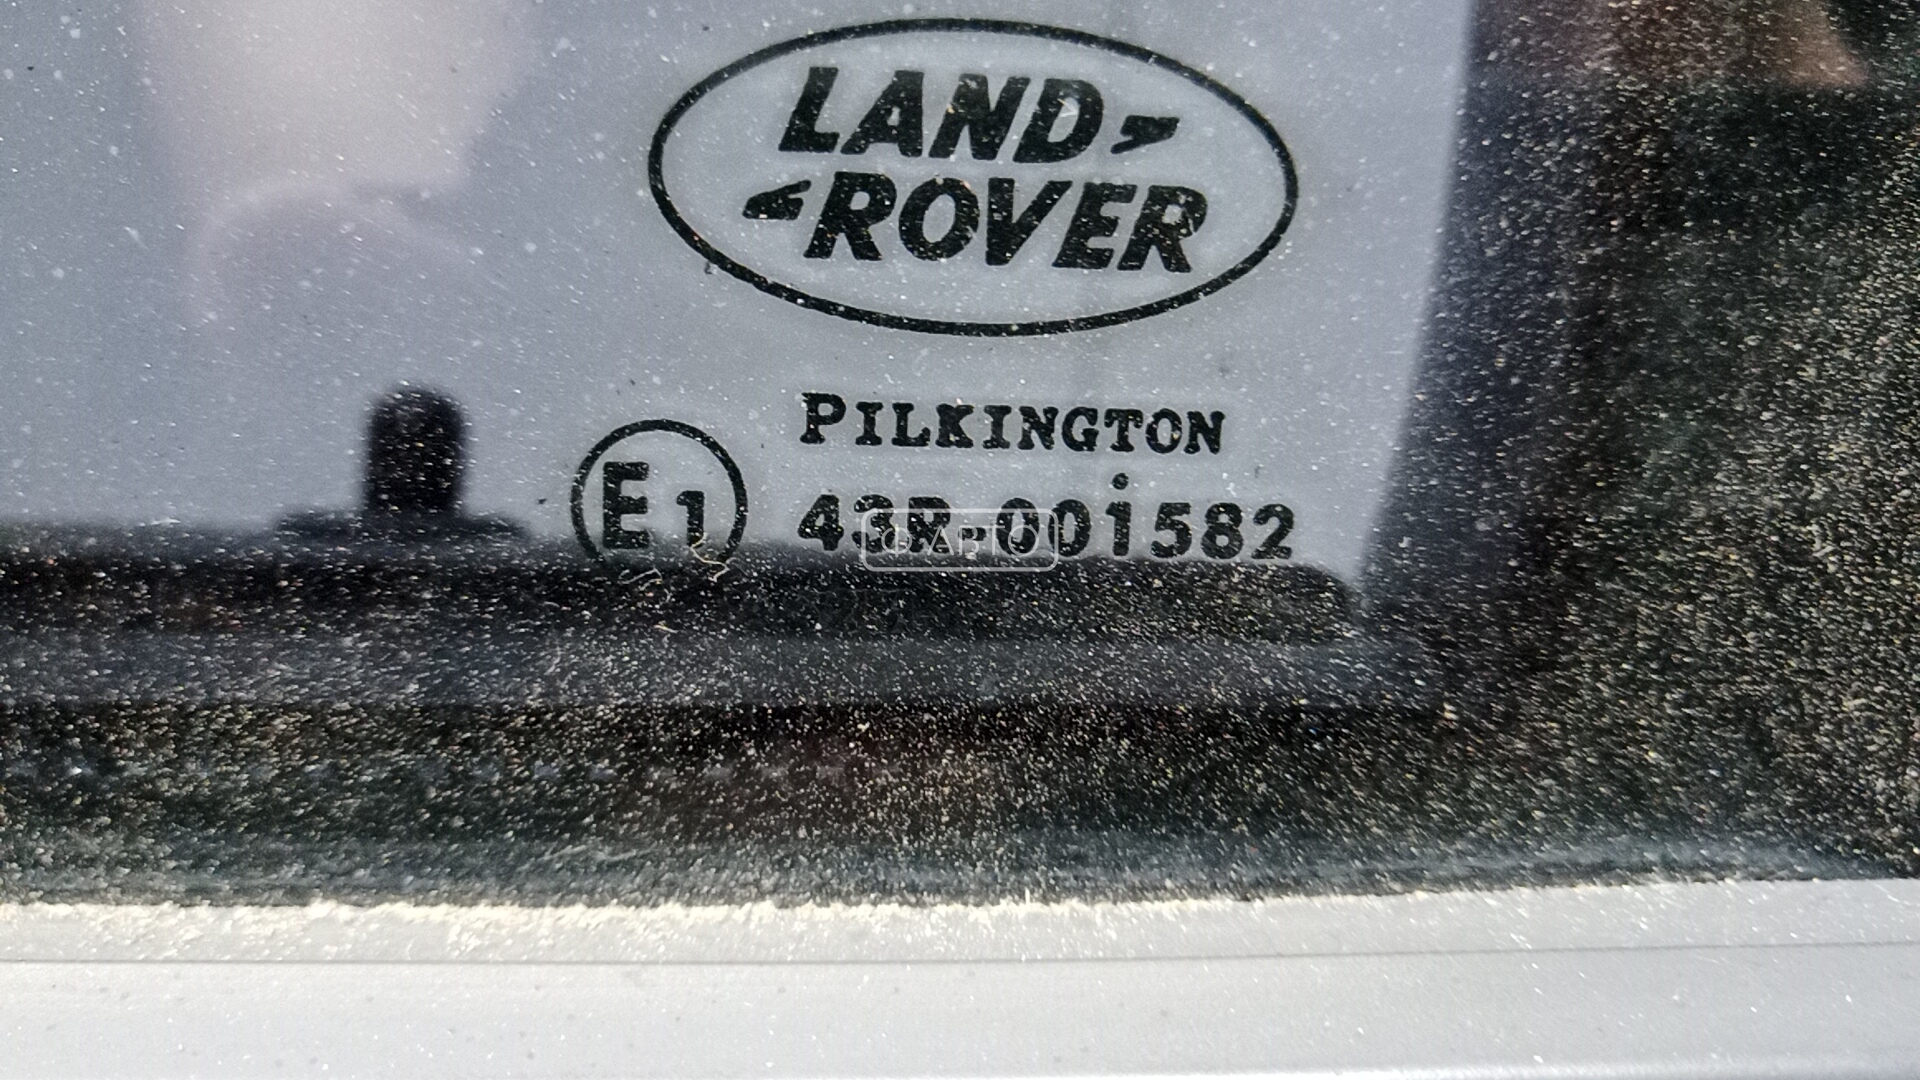 LAND
ROVER
PILKINGTON
E1 43R-001582